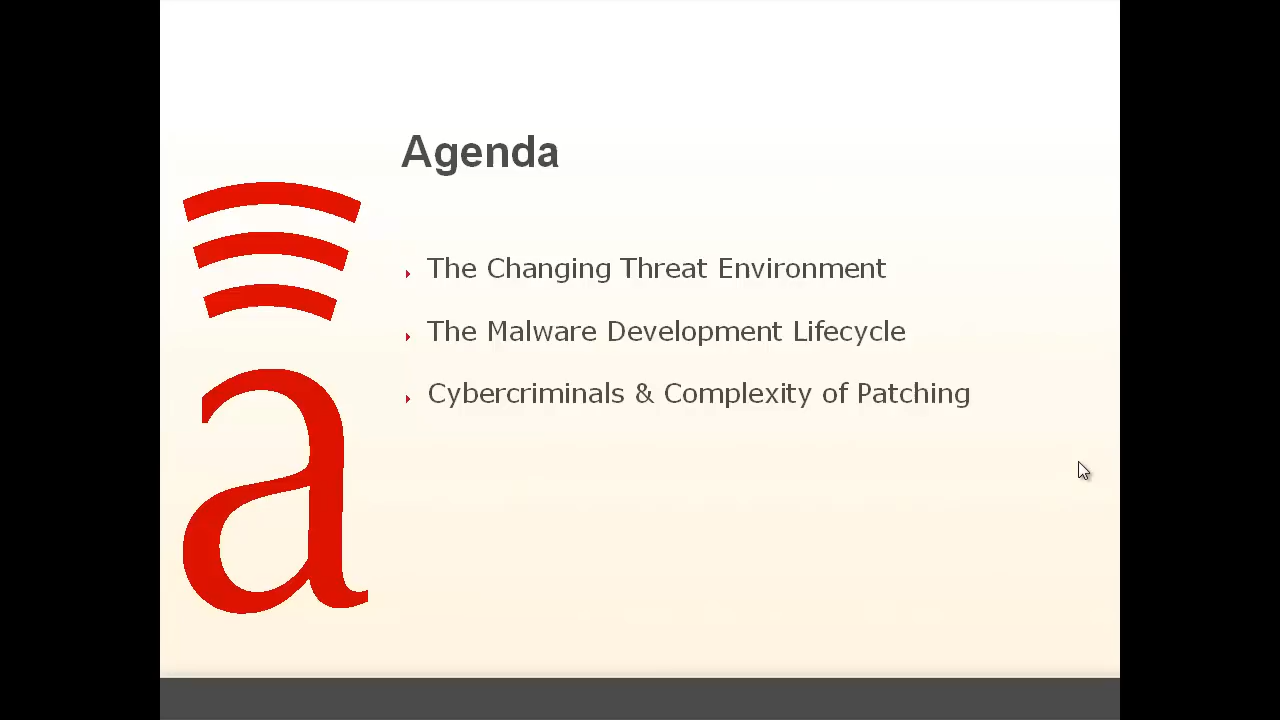 Agenda
The Changing Threat Environment
The Malware Development Lifecycle
Cybercriminals & Complexity of Patching
a